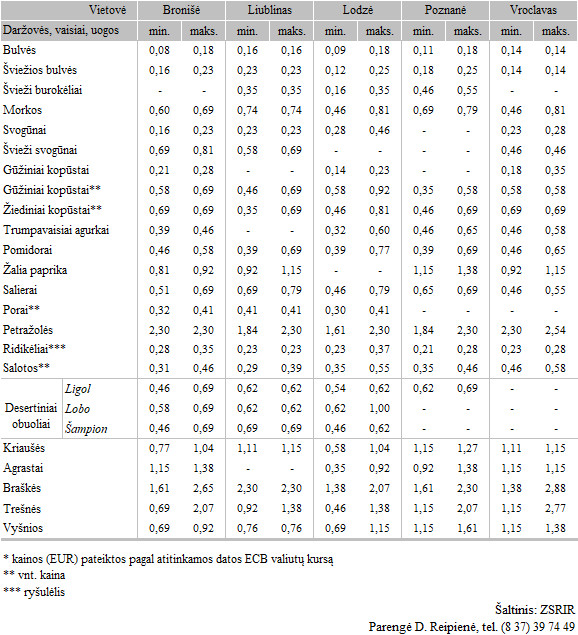 Vietovė Bronišė Liublinas Lodzė Poznanė Vroclavas
Daržovės, vaisiai, uogos min. maks. min. maks. min. maks. min. maks. min. maks.
Bulvės 0,08 0,18 0,16 0,16 0,09 0,18 0,11 0,18 0,14 0,14
Šviežios bulvės 0,16 0,23 0,23 0,23 0,12 0,25 0,18 0,25 0,14 0,14
Švieži burokėliai - - 0,35 0,35 0,16 0,35 0,46 0,55 - -
Morkos 0,60 0,69 0,74 0,74 0,46 0,81 0,69 0,79 0,46 0,81
Svogūnai 0,16 0,23 0,23 0,23 0,28 0,46 - - 0,23 0,28
Švieži svogūnai 0,69 0,81 0,58 0,69 - - - - 0,46 0,46
Gūžiniai kopūstai 0,21 0,28 - - 0,14 0,23 - - 0,18 0,35
Gūžiniai kopūstai** 0,58 0,69 0,46 0,69 0,58 0,92 0,35 0,58 0,58 0,58
Žiediniai kopūstai** 0,69 0,69 0,35 0,69 0,46 0,81 0,46 0,69 0,69 0,69
Trumpavaisiai agurkai 0,39 0,46 - - 0,32 0,60 0,46 0,65 0,46 0,58
Pomidorai 0,46 0,58 0,39 0,69 0,39 0,77 0,39 0,69 0,46 0,65
Žalia paprika 0,81 0,92 0,92 1,15 - - 1,15 1,38 0,92 1,15
Salierai 0,51 0,69 0,69 0,79 0,46 0,79 0,65 0,69 0,46 0,55
Porai** 0,32 0,41 0,41 0,41 0,30 0,41 - - - -
Petražolės 2,30 2,30 1,84 2,30 1,61 2,30 1,84 2,30 2,30 2,54
Ridikėliai*** 0,28 0,35 0,23 0,23 0,23 0,37 0,21 0,28 0,23 0,28
Salotos** 0,31 0,46 0,29 0,39 0,35 0,55 0,35 0,46 0,46 0,58
Desertiniai obuoliai Ligol 0,46 0,69 0,62 0,62 0,54 0,62 0,62 0,69 - -
Lobo 0,58 0,69 0,62 0,62 0,62 1,00 - - - -
Šampion 0,46 0,69 0,69 0,69 0,46 0,62 - - - -
Kriaušės 0,77 1,04 1,11 1,15 0,58 1,04 1,15 1,27 1,11 1,15
Agrastai 1,15 1,38 - - 0,35 0,92 0,92 1,38 1,15 1,15
Braškės 1,61 2,65 2,30 2,30 1,38 2,07 1,61 2,30 1,38 2,88
Trešnės 0,69 2,07 0,92 1,38 0,46 1,38 1,15 2,07 1,15 2,77
Vyšnios 0,69 0,92 0,76 0,76 0,69 1,15 1,15 1,61 1,15 1,38
* kainos (EUR) pateiktos pagal atitinkamos datos ECB valiutų kursą
** vnt. kaina
*** ryšulėlis
Šaltinis: ZSRIR
Parengė D. Reipienė, tel. (8 37) 39 74 49